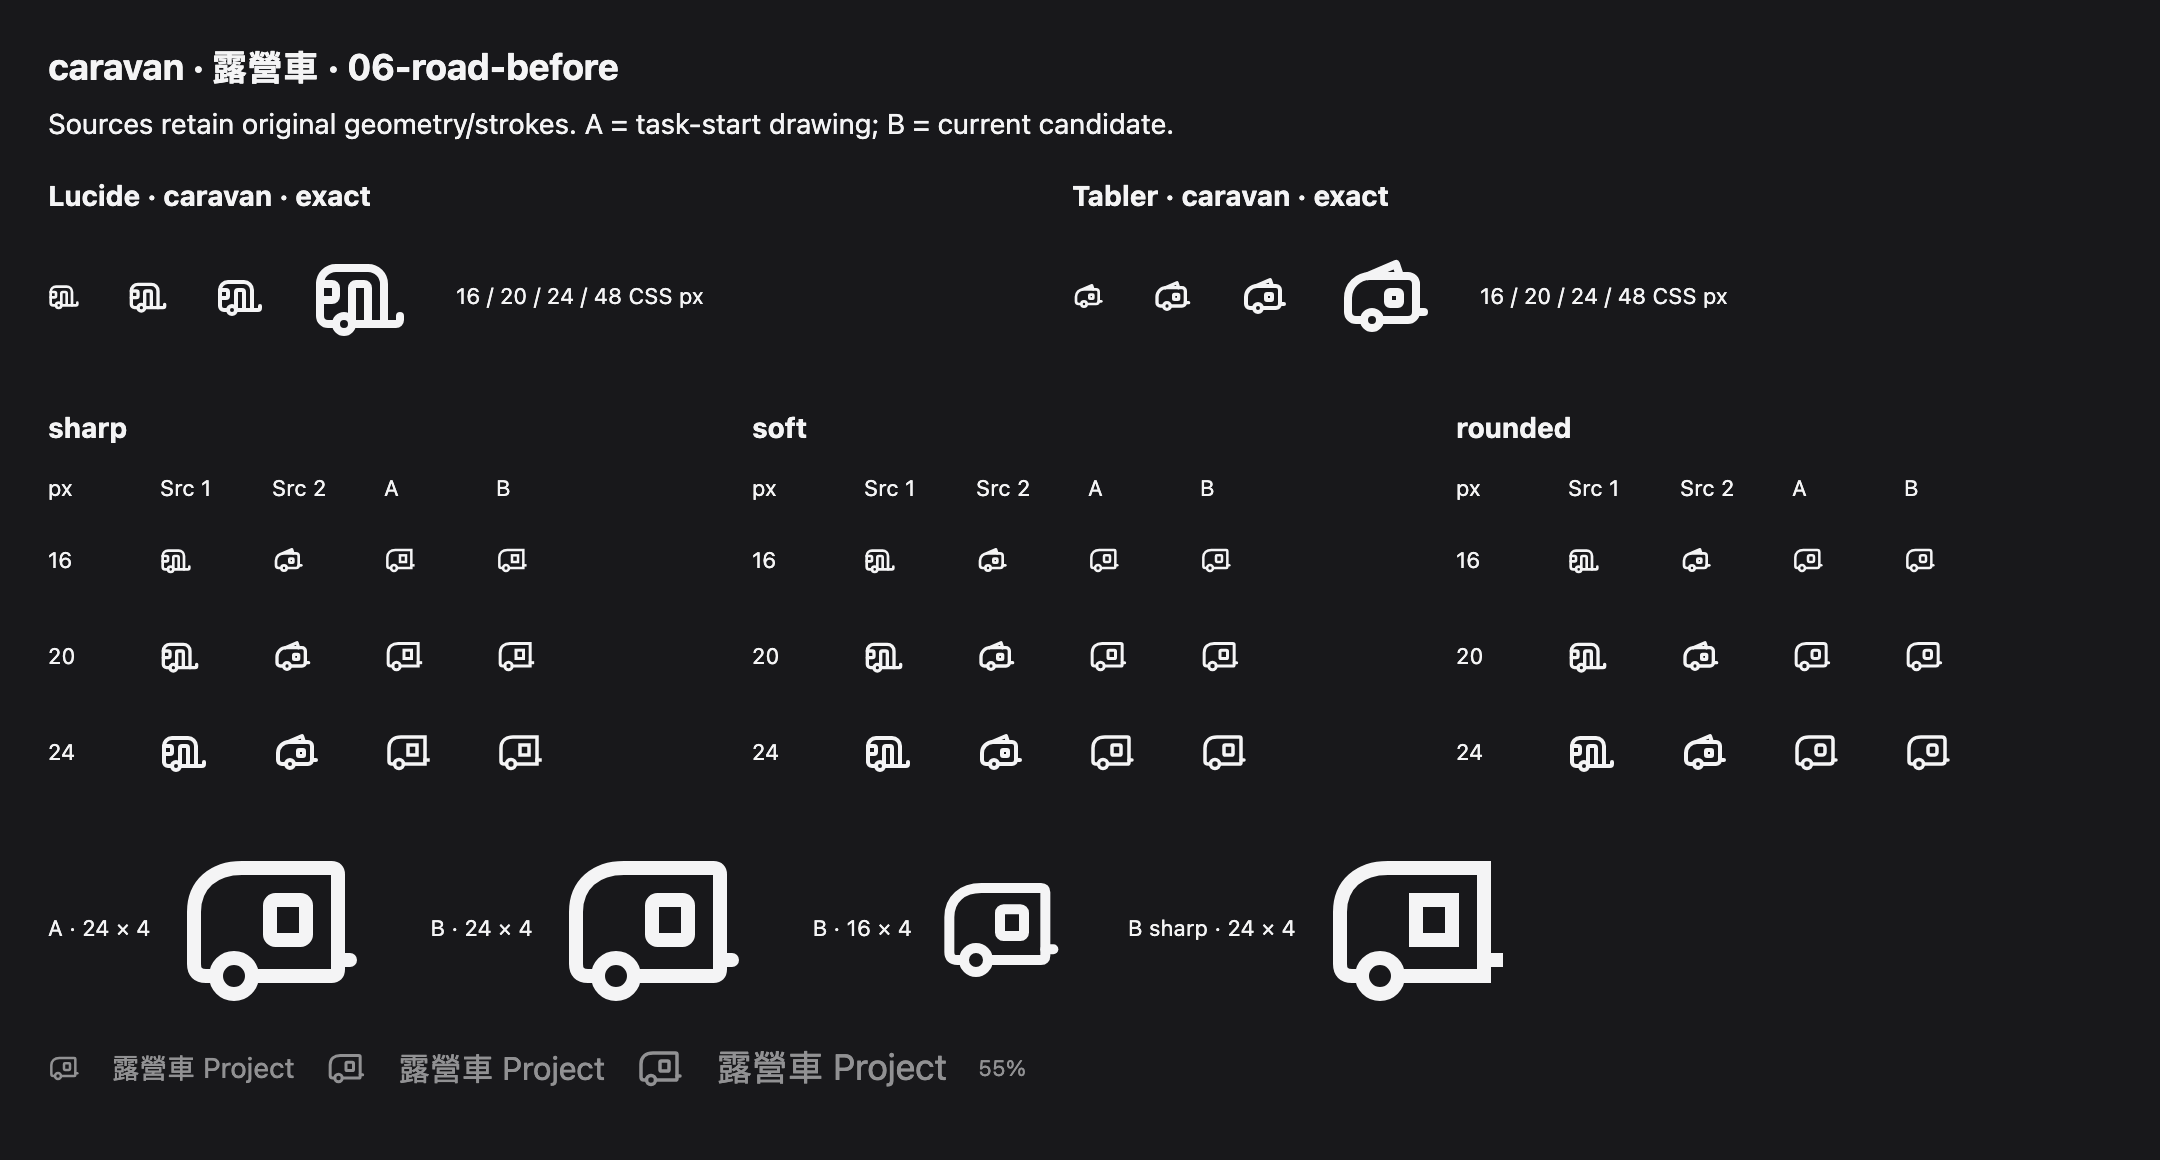 caravan · 露營車 · 06-road-before
Sources retain original geometry/strokes. A = task-start drawing; B = current candidate.
Lucide · caravan · exact
Tabler · caravan · exact
16 / 20 / 24 / 48 CSS px
16 / 20 / 24 / 48 CSS px
sharp
soft
rounded
px Src 1 Src 2 A B
px Src 1 Src 2 A B
px Src 1 Src 2 A B
16
16
16
20
20
20
24
24
24
A · 24 × 4
B · 24 × 4
B · 16 × 4
B sharp · 24 × 4
露營車 Project
露營車 Project
露營車 Project
55%